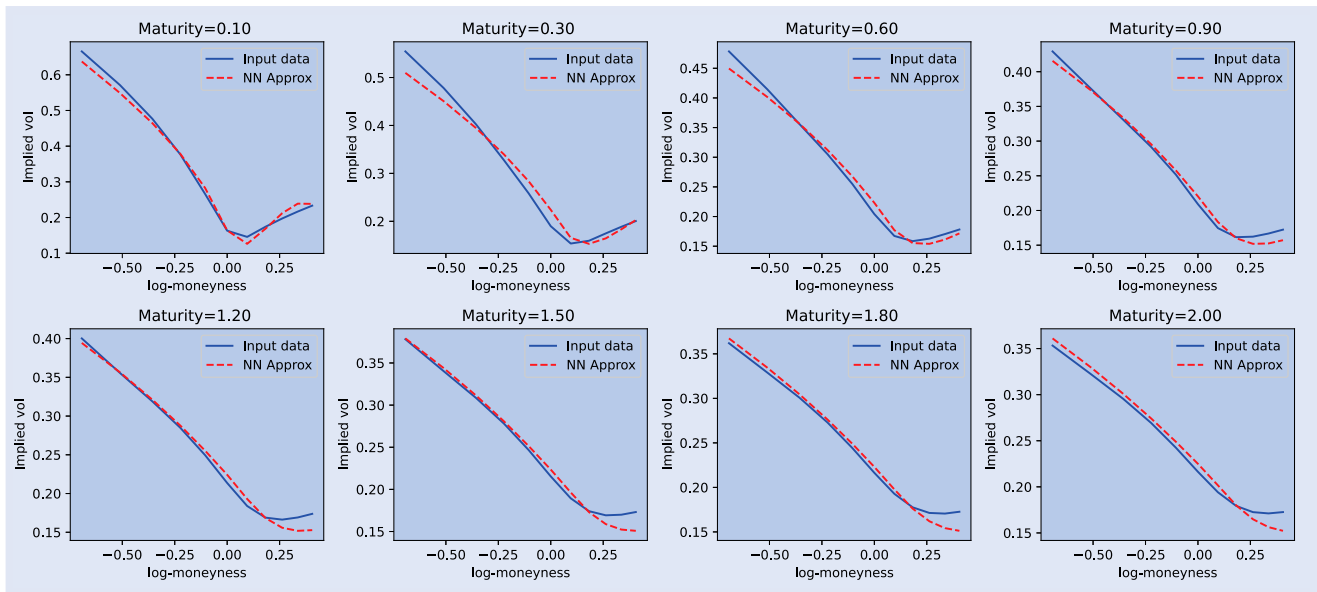 Maturity=0.10 Maturity=0.30 Maturity=0.60 Maturity=0.90
Implied vol
0.6
0.5
0.4
0.3
0.2
0.1
Input data
NN Approx
−0.50 −0.25 0.00 0.25
log-moneyness
Implied vol
0.5
0.4
0.3
0.2
Input data
NN Approx
−0.50 −0.25 0.00 0.25
log-moneyness
Implied vol
0.45
0.40
0.35
0.30
0.25
0.20
0.15
Input data
NN Approx
−0.50 −0.25 0.00 0.25
log-moneyness
Implied vol
0.40
0.35
0.30
0.25
0.20
0.15
Input data
NN Approx
−0.50 −0.25 0.00 0.25
log-moneyness
Maturity=1.20 Maturity=1.50 Maturity=1.80 Maturity=2.00
Implied vol
0.40
0.35
0.30
0.25
0.20
0.15
Input data
NN Approx
−0.50 −0.25 0.00 0.25
log-moneyness
Implied vol
0.35
0.30
0.25
0.20
0.15
Input data
NN Approx
−0.50 −0.25 0.00 0.25
log-moneyness
Implied vol
0.35
0.30
0.25
0.20
0.15
Input data
NN Approx
−0.50 −0.25 0.00 0.25
log-moneyness
Implied vol
0.35
0.30
0.25
0.20
0.15
Input data
NN Approx
−0.50 −0.25 0.00 0.25
log-moneyness